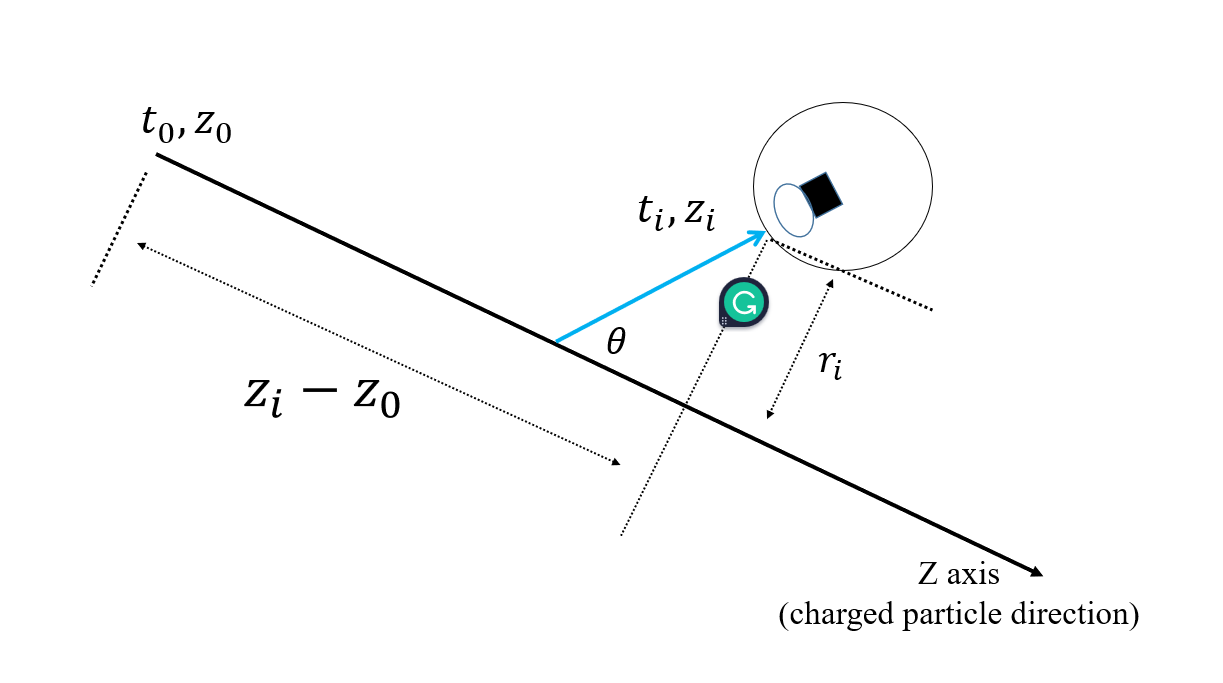 t₀, z₀
tᵢ, zᵢ
θ
rᵢ
zᵢ − z₀
Z axis
(charged particle direction)